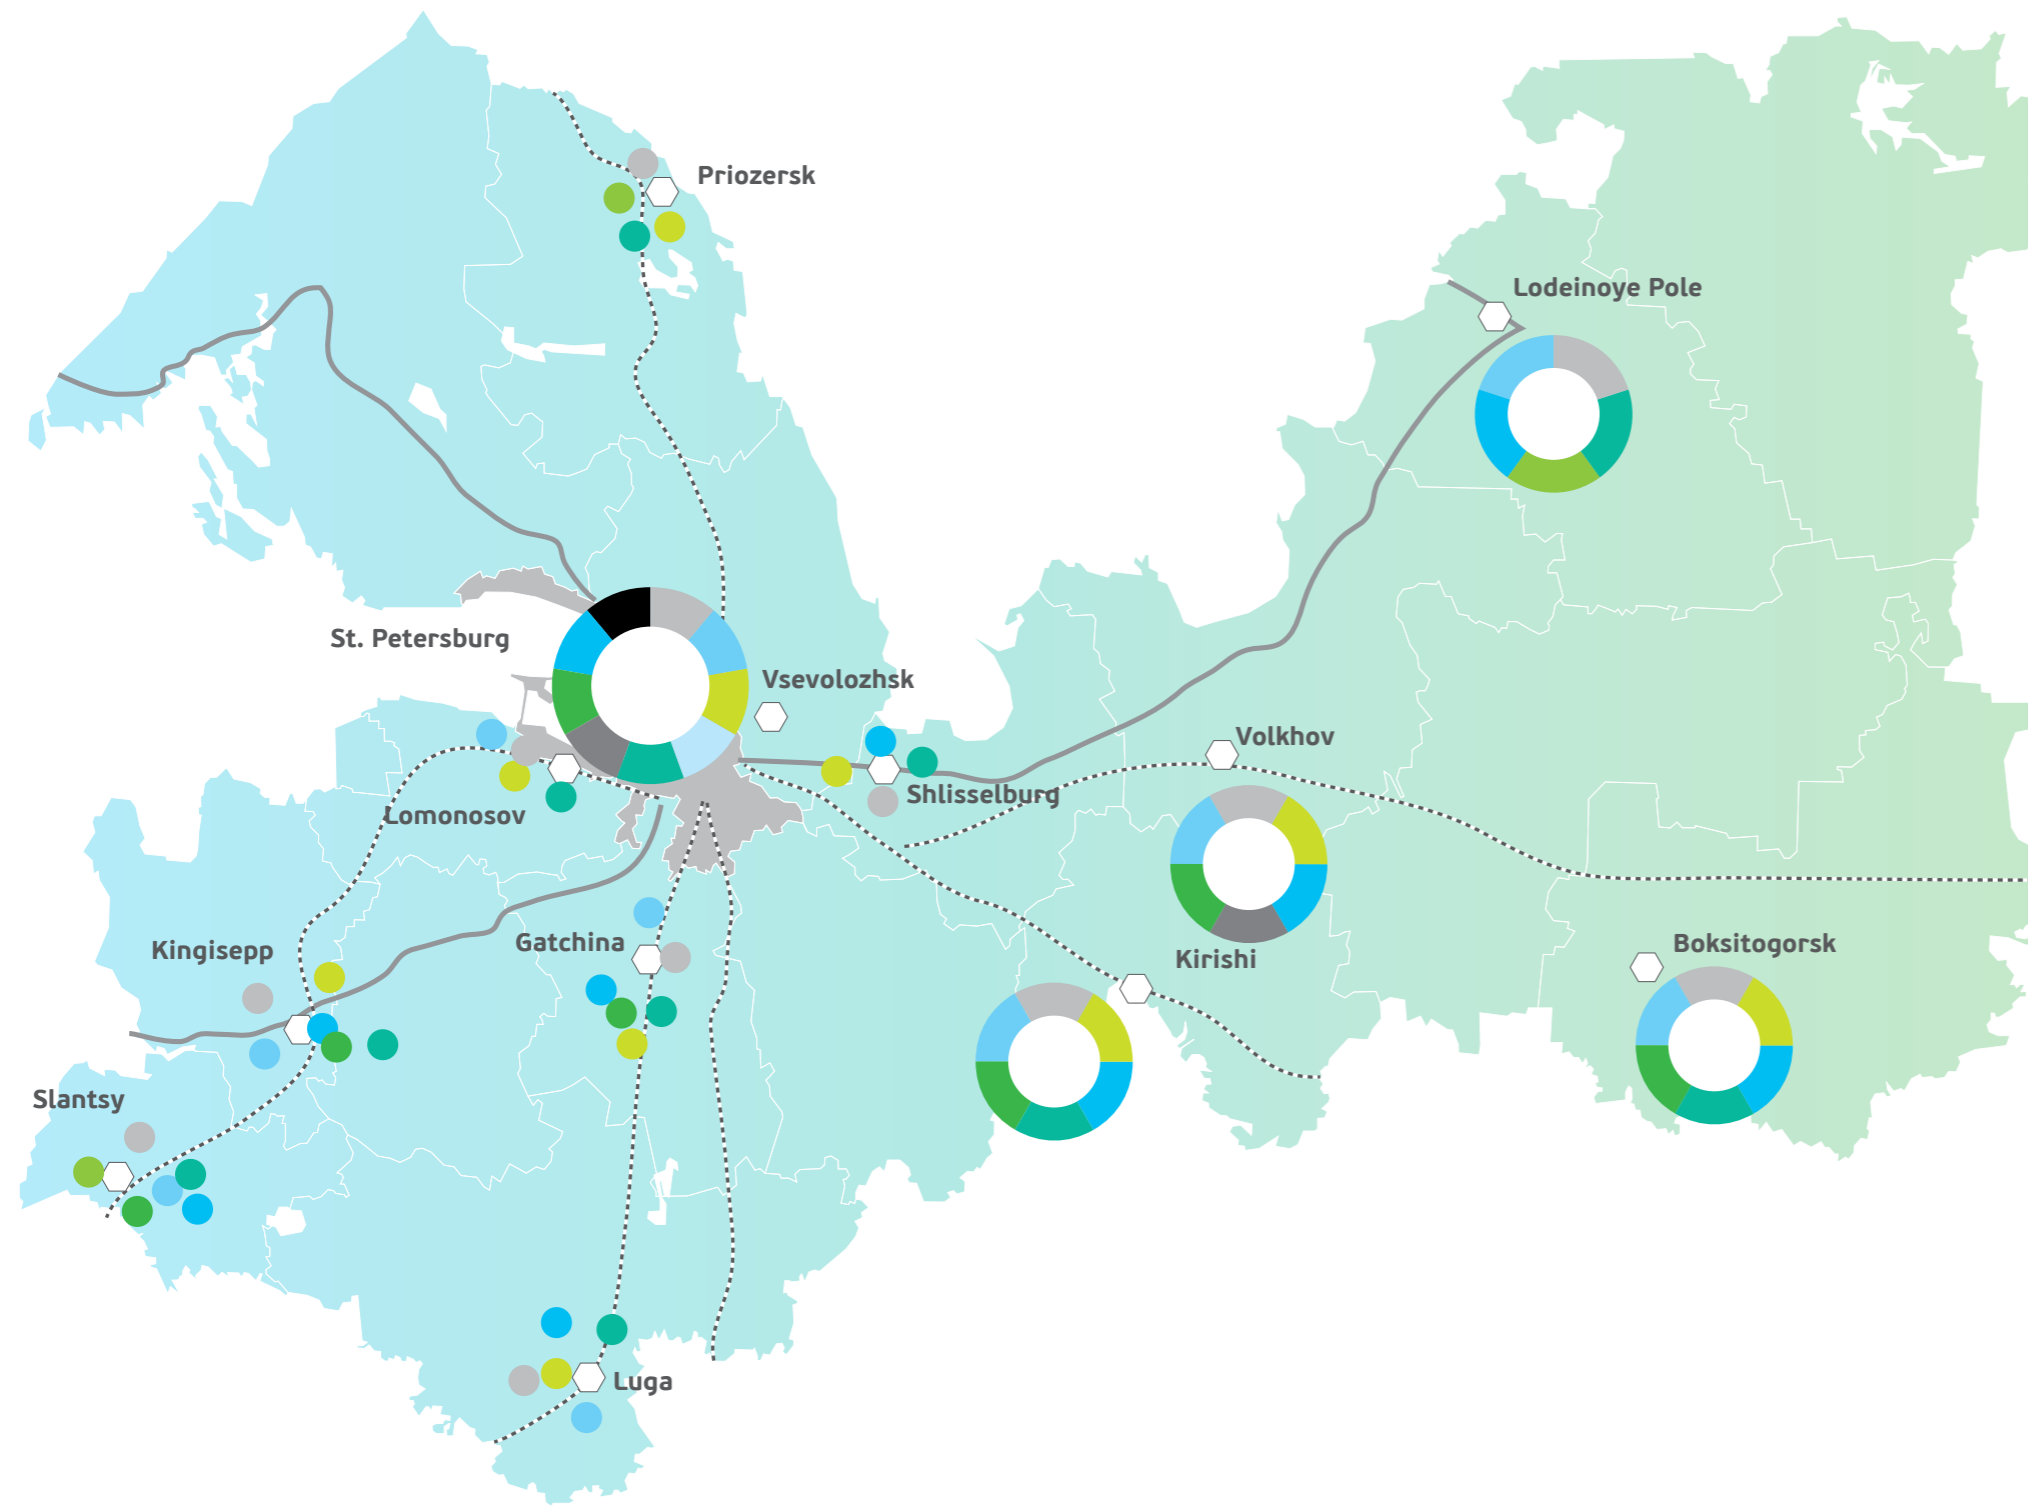 Priozersk
Lodeinoye Pole
St. Petersburg
Vsevolozhsk
Volkhov
Shlisselburg
Lomonosov
Kingisepp
Gatchina
Kirishi
Boksitogorsk
Slantsy
Luga